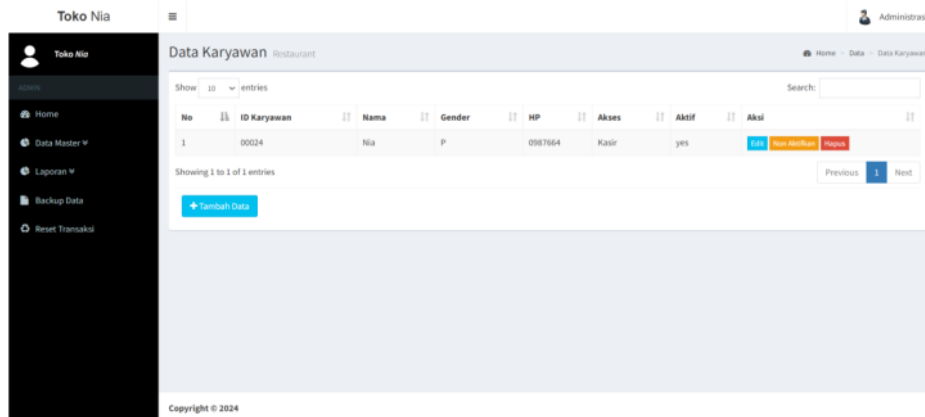 Toko Nia
Administras
Toko Nia
ADMIN
Home
Data Master
Laporan
Backup Data
Reset Transaksi
Data Karyawan Restaurant
Home > Data > Data Karyawan
Show 10 entries
Search:
No ID Karyawan Nama Gender HP Akses Aktif Aksi
1 00024 Nia P 0987664 Kasir yes Edit Non Aktifkan Hapus
Showing 1 to 1 of 1 entries
Previous 1 Next
+Tambah Data
Copyright © 2024